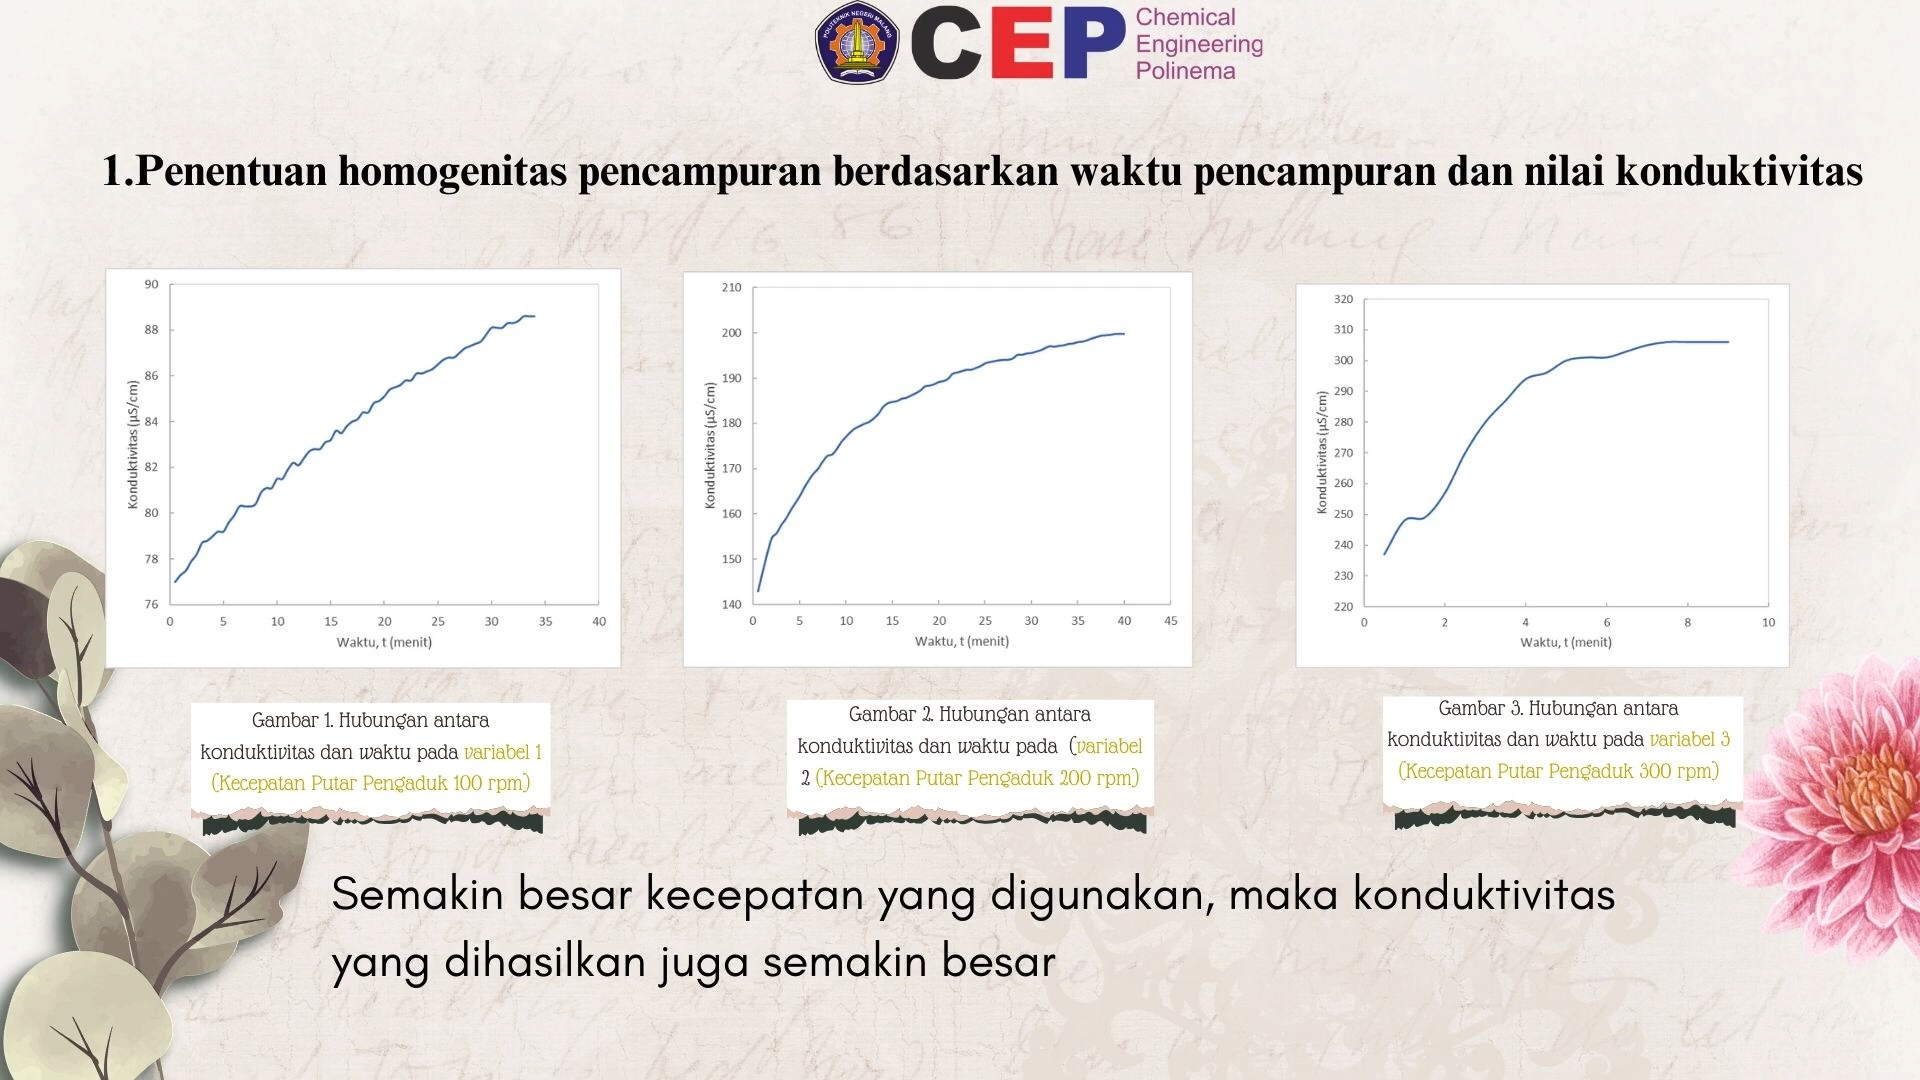 POLITEKNIK NEGERI MALANG
CEP
Chemical
Engineering
Polinema
1.Penentuan homogenitas pencampuran berdasarkan waktu pencampuran dan nilai konduktivitas
90
88
86
84
82
80
78
76
Konduktivitas (µS/cm)
0 5 10 15 20 25 30 35 40
Waktu, t (menit)
210
200
190
180
170
160
150
140
Konduktivitas (µS/cm)
0 5 10 15 20 25 30 35 40 45
Waktu, t (menit)
320
310
300
290
280
270
260
250
240
230
220
Konduktivitas (µS/cm)
0 2 4 6 8 10
Waktu, t (menit)
Gambar 1. Hubungan antara
konduktivitas dan waktu pada variabel 1
(Kecepatan Putar Pengaduk 100 rpm)
Gambar 2. Hubungan antara
konduktivitas dan waktu pada (variabel
2 (Kecepatan Putar Pengaduk 200 rpm)
Gambar 3. Hubungan antara
konduktivitas dan waktu pada variabel 3
(Kecepatan Putar Pengaduk 300 rpm)
Semakin besar kecepatan yang digunakan, maka konduktivitas
yang dihasilkan juga semakin besar